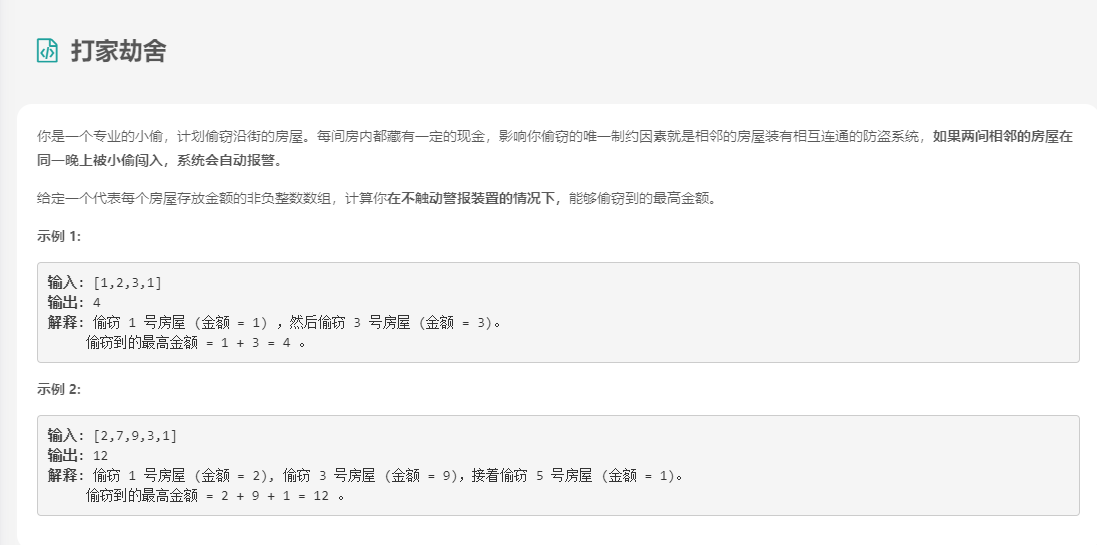 打家劫舍
你是一个专业的小偷，计划偷窃沿街的房屋。每间房内都藏有一定的现金，影响你偷窃的唯一制约因素就是相邻的房屋装有相互连通的防盗系统，如果两间相邻的房屋在
同一晚上被小偷闯入，系统会自动报警。
给定一个代表每个房屋存放金额的非负整数数组，计算你在不触动警报装置的情况下，能够偷窃到的最高金额。
示例 1:
输入: [1,2,3,1]
输出: 4
解释: 偷窃 1 号房屋 (金额 = 1) ，然后偷窃 3 号房屋 (金额 = 3)。
偷窃到的最高金额 = 1 + 3 = 4 。
示例 2:
输入: [2,7,9,3,1]
输出: 12
解释: 偷窃 1 号房屋 (金额 = 2), 偷窃 3 号房屋 (金额 = 9)，接着偷窃 5 号房屋 (金额 = 1)。
偷窃到的最高金额 = 2 + 9 + 1 = 12 。